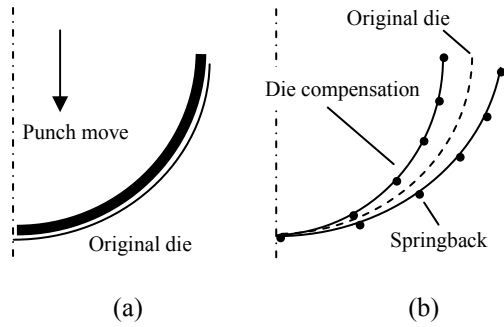 Punch move
Original die
(a)
Original die
Die compensation
Springback
(b)